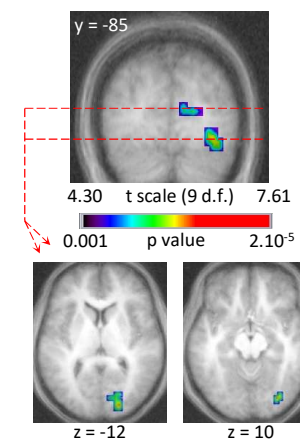 y = -85
4.30 t scale (9 d.f.) 7.61
0.001 p value 2.10⁻⁵
z = -12 z = 10